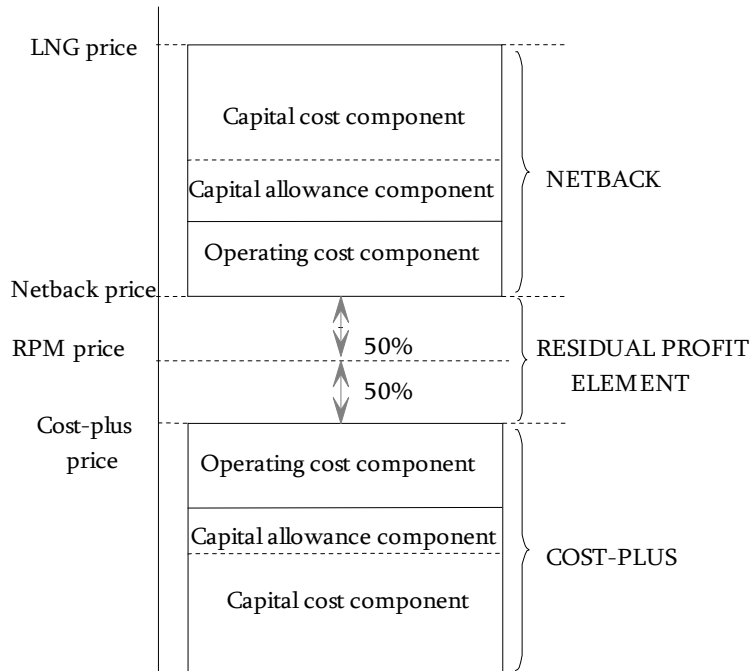 LNG price
Capital cost component
Capital allowance component
NETBACK
Operating cost component
Netback price
50%
RPM price
RESIDUAL PROFIT
ELEMENT
50%
Cost-plus
price
Operating cost component
Capital allowance component
COST-PLUS
Capital cost component